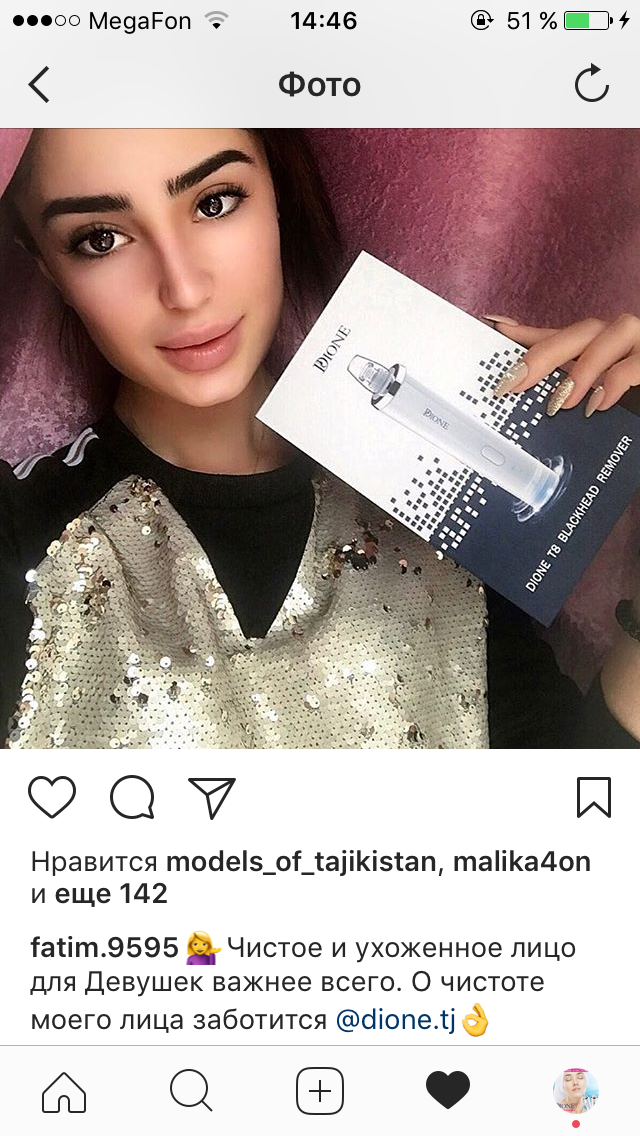 MegaFon 14:46 51 %
Фото
DIONE
DIONE
DIONE T8 BLACKHEAD REMOVER
Нравится models_of_tajikistan, malika4on
и еще 142
fatim.9595 💁‍♀️ Чистое и ухоженное лицо
для Девушек важнее всего. О чистоте
моего лица заботится @dione.tj👌
DIONE